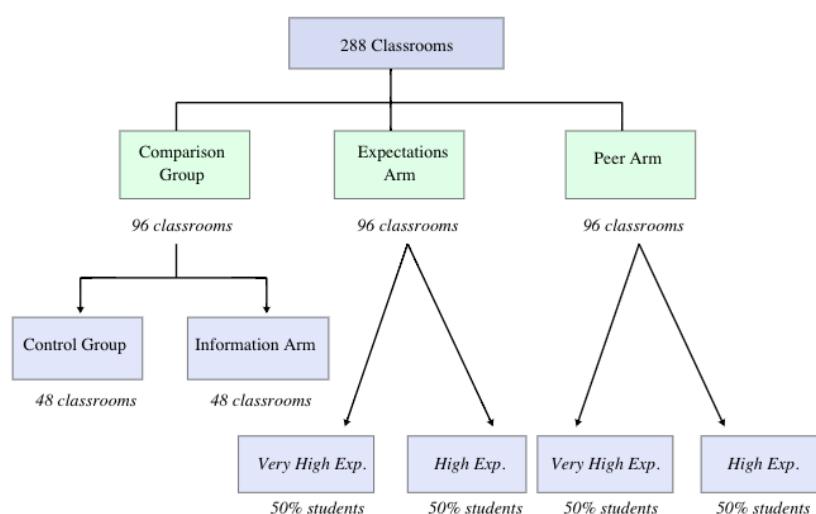 288 Classrooms
Comparison
Group
Expectations
Arm
Peer Arm
96 classrooms
96 classrooms
96 classrooms
Control Group
Information Arm
48 classrooms
48 classrooms
Very High Exp.
High Exp.
Very High Exp.
High Exp.
50% students
50% students
50% students
50% students